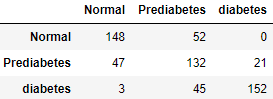 Normal Prediabetes diabetes
Normal 148 52 0
Prediabetes 47 132 21
diabetes 3 45 152